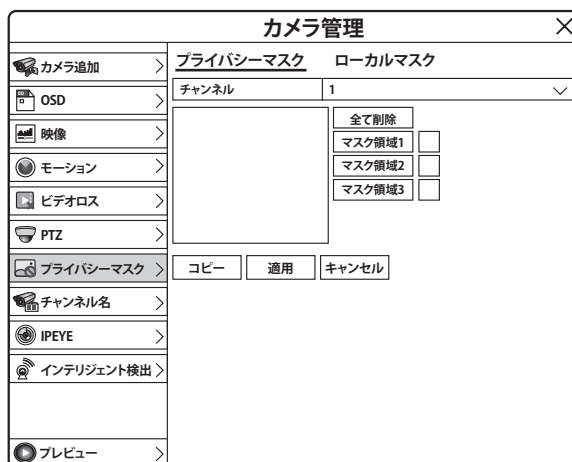 カメラ管理
カメラ追加
OSD
映像
モーション
ビデオロス
PTZ
プライバシーマスク
チャンネル名
IPEYE
インテリジェント検出
プレビュー
プライバシーマスク ローカルマスク
チャンネル 1
全て削除
マスク領域1
マスク領域2
マスク領域3
コピー 適用 キャンセル